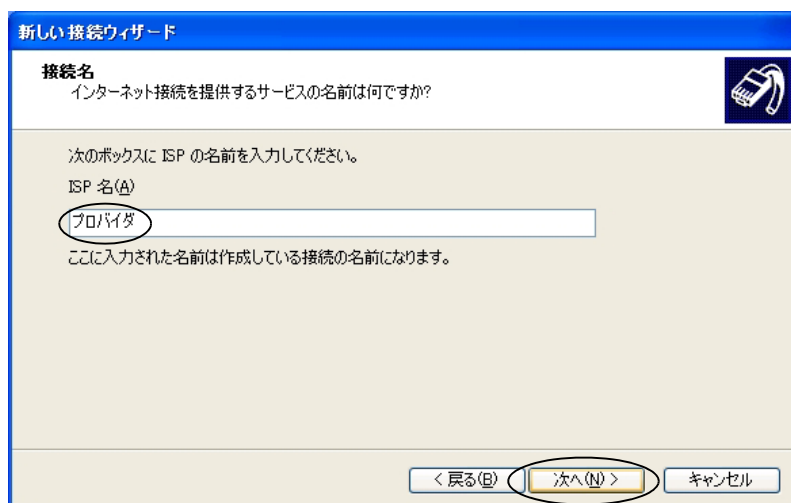 新しい接続ウィザード
接続名
インターネット接続を提供するサービスの名前は何ですか?
次のボックスに ISP の名前を入力してください。
ISP 名(A)
プロバイダ
ここに入力された名前は作成している接続の名前になります。
< 戻る(B)
次へ(N) >
キャンセル